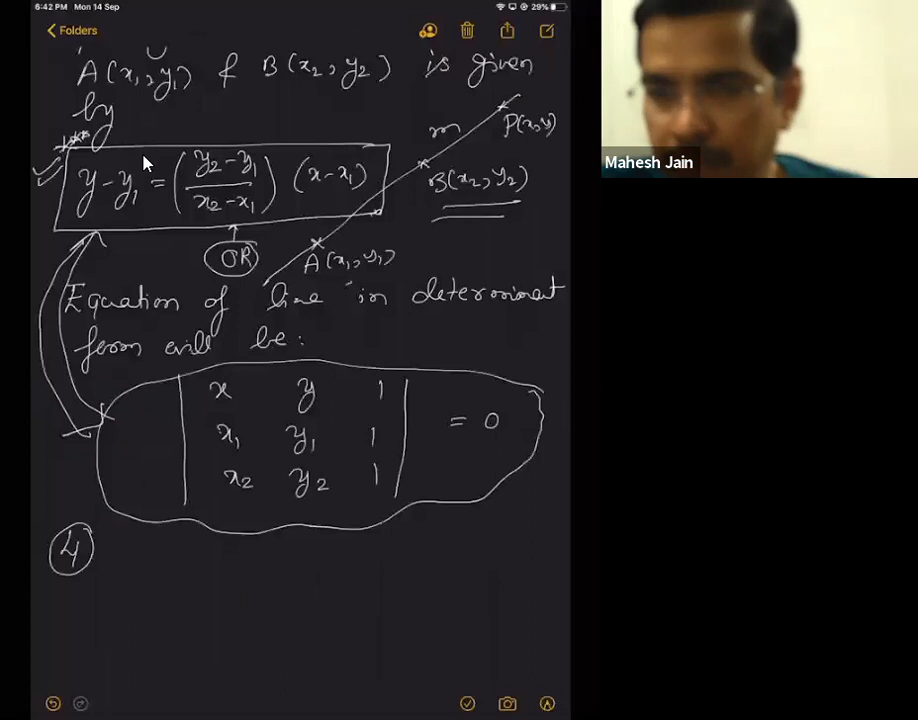 6:42 PM Mon 14 Sep
29%
Folders
A(x₁, y₁) & B(x₂, y₂) is given
by
m
P(x,y)
y - y₁ = ((y₂ - y₁)/(x₂ - x₁)) (x - x₁)
B(x₂, y₂)
OR
A(x₁, y₁)
Equation of line in determinent
form will be:
| x y 1 |
| x₁ y₁ 1 | = 0
| x₂ y₂ 1 |
4
Mahesh Jain